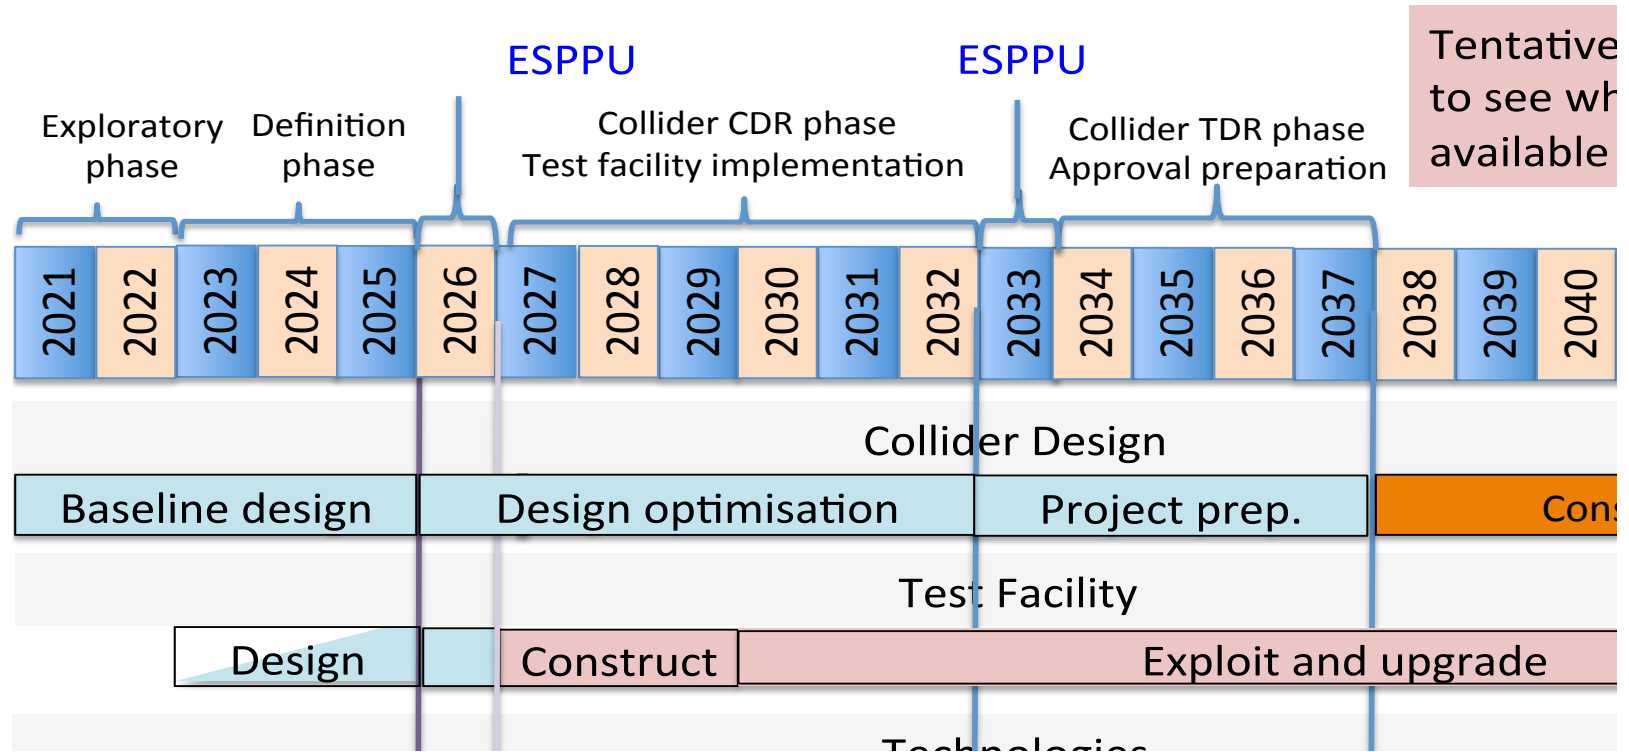 ESPPU
ESPPU
Tentative
to see wh
available
Exploratory
phase
Definition
phase
Collider CDR phase
Test facility implementation
Collider TDR phase
Approval preparation
2021 2022 2023 2024 2025 2026 2027 2028 2029 2030 2031 2032 2033 2034 2035 2036 2037 2038 2039 2040
Collider Design
Baseline design Design optimisation Project prep. Cons
Test Facility
Design Construct Exploit and upgrade
Technologies